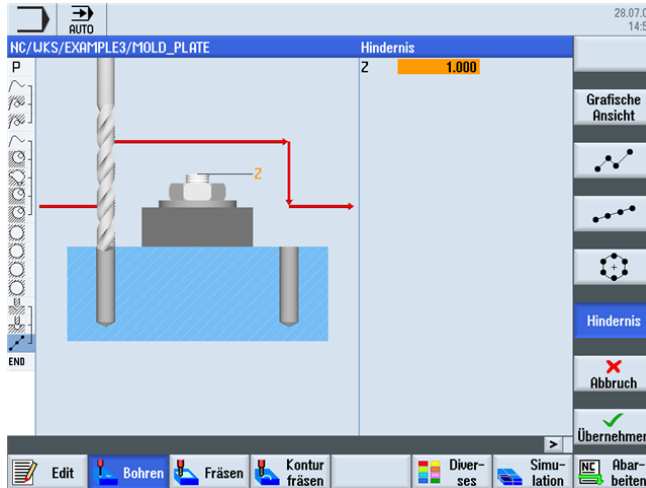 28.07.0
AUTO
14:5
NC/WKS/EXAMPLE3/MOLD_PLATE
Hindernis
P
Z 1.000
Grafische
Ansicht
Z
Hindernis
END
Abbruch
Übernehmen
>
Edit
Bohren
Fräsen
Kontur
fräsen
Diver-
ses
Simu-
lation
NC
Abar-
beiten